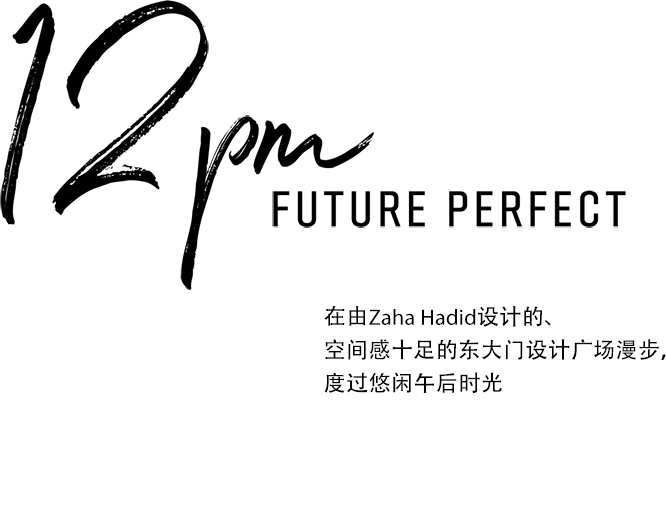 12pm
FUTURE PERFECT
在由Zaha Hadid设计的、
空间感十足的东大门设计广场漫步,
度过悠闲午后时光